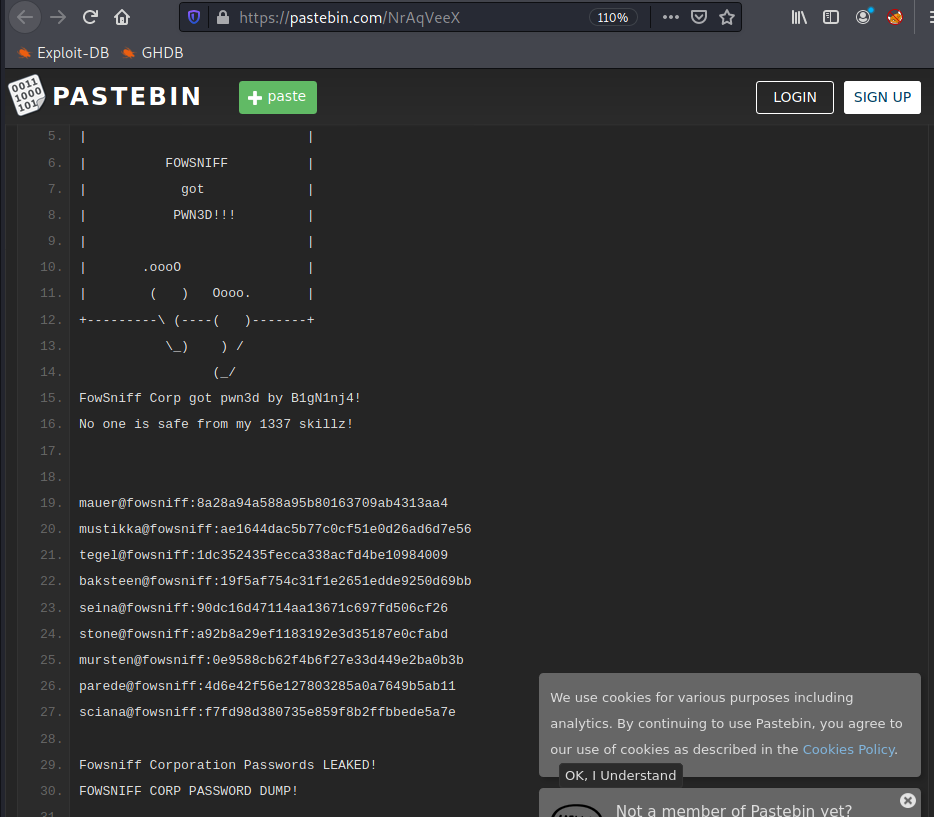 https://pastebin.com/NrAqVeeX 110%
Exploit-DB GHDB
0011
1000
101
PASTEBIN + paste LOGIN SIGN UP
5. | |
6. | FOWSNIFF |
7. | got |
8. | PWN3D!!! |
9. | |
10. | .oooO |
11. | ( ) Oooo. |
12. +---------\ (----( )-------+
13. \_) ) /
14. (_/
15. FowSniff Corp got pwn3d by B1gN1nj4!
16. No one is safe from my 1337 skillz!
17.
18.
19. mauer@fowsniff:8a28a94a588a95b80163709ab4313aa4
20. mustikka@fowsniff:ae1644dac5b77c0cf51e0d26ad6d7e56
21. tegel@fowsniff:1dc352435fecca338acfd4be10984009
22. baksteen@fowsniff:19f5af754c31f1e2651edde9250d69bb
23. seina@fowsniff:90dc16d47114aa13671c697fd506cf26
24. stone@fowsniff:a92b8a29ef1183192e3d35187e0cfabd
25. mursten@fowsniff:0e9588cb62f4b6f27e33d449e2ba0b3b
26. parede@fowsniff:4d6e42f56e127803285a0a7649b5ab11
27. sciana@fowsniff:f7fd98d380735e859f8b2ffbbede5a7e
28.
29. Fowsniff Corporation Passwords LEAKED!
30. FOWSNIFF CORP PASSWORD DUMP!
We use cookies for various purposes including
analytics. By continuing to use Pastebin, you agree to
our use of cookies as described in the Cookies Policy.
OK, I Understand
Not a member of Pastebin yet?